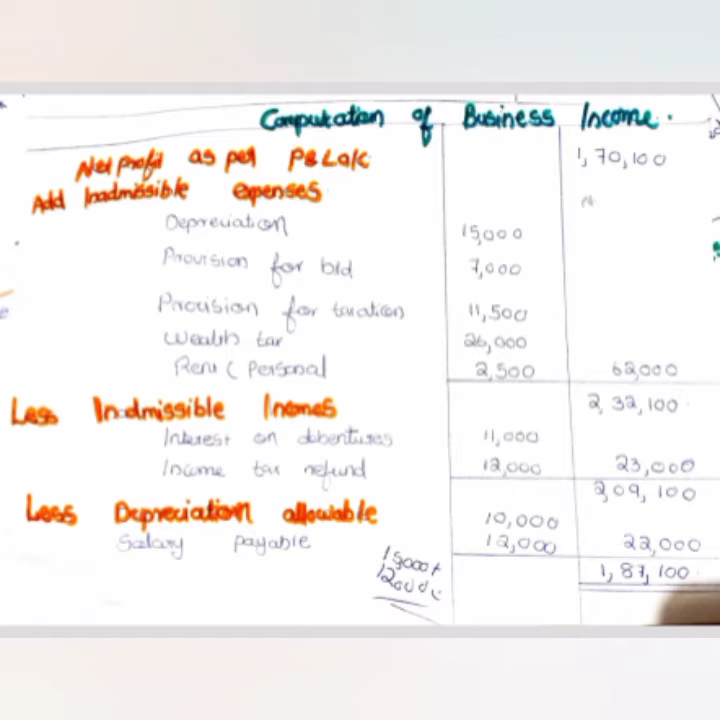 Computation of Business Income.
Net Profit as per P&L a/c 1,70,100
Add Inadmissible expenses
Depreciation 15,000
Provision for bld 7,000
Provision for taxation 11,500
Wealth tax 26,000
Rent (Personal 2,500 62,000
2,32,100
Less Inadmissible Incomes
Interest on debentures 11,000
Income tax refund 12,000 23,000
2,09,100
Less Depreciation allowable 10,000
Salary payable 12,000 22,000
1,87,100